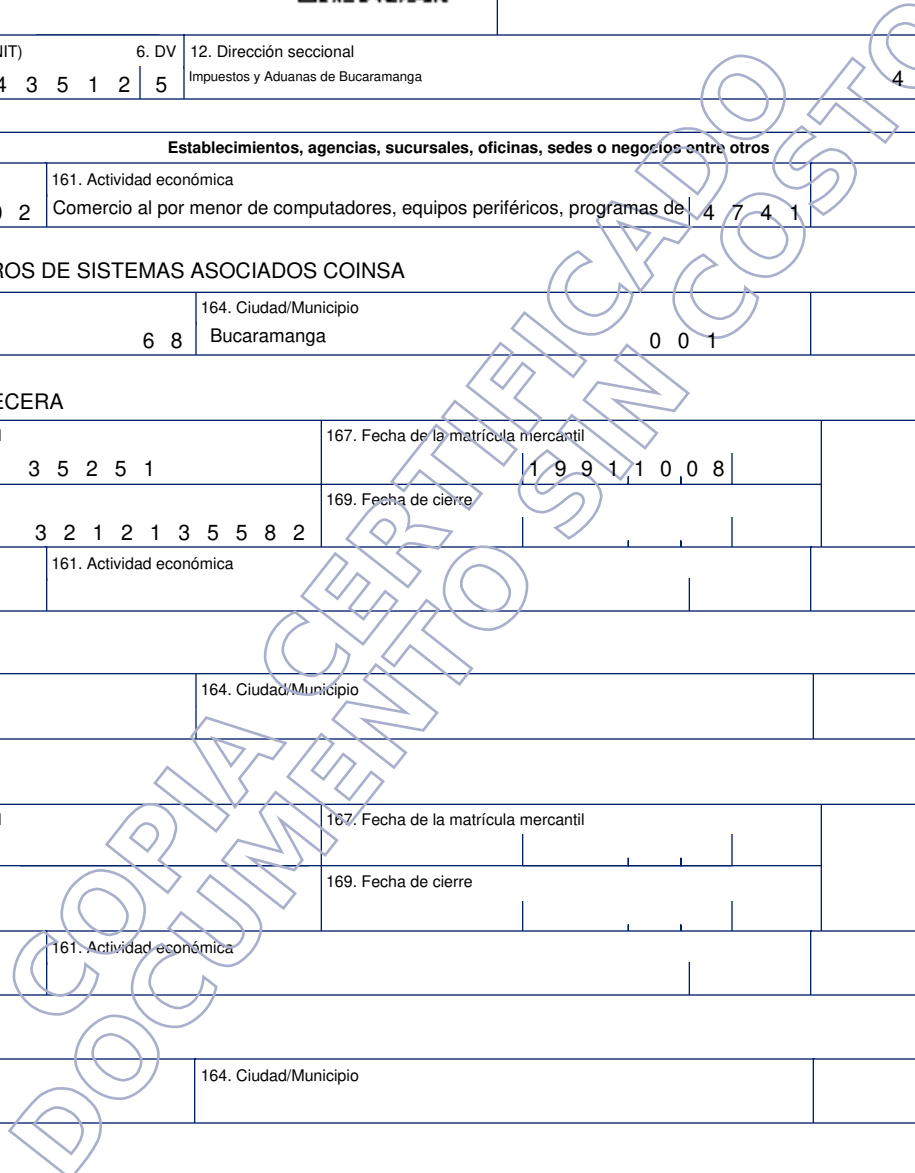 NIT) 6. DV 12. Dirección seccional
4 3 5 1 2 5 Impuestos y Aduanas de Bucaramanga 4
Establecimientos, agencias, sucursales, oficinas, sedes o negocios entre otros
161. Actividad económica
2 Comercio al por menor de computadores, equipos periféricos, programas de 4 7 4 1
ROS DE SISTEMAS ASOCIADOS COINSA
164. Ciudad/Municipio
6 8 Bucaramanga 0 0 1
ECERA
167. Fecha de la matrícula mercantil
3 5 2 5 1 1 9 9 1 1 0 0 8
169. Fecha de cierre
3 2 1 2 1 3 5 5 8 2
161. Actividad económica
164. Ciudad/Municipio
167. Fecha de la matrícula mercantil
169. Fecha de cierre
161. Actividad económica
164. Ciudad/Municipio
COPIA CERTIFICADO
DOCUMENTO SIN COSTO